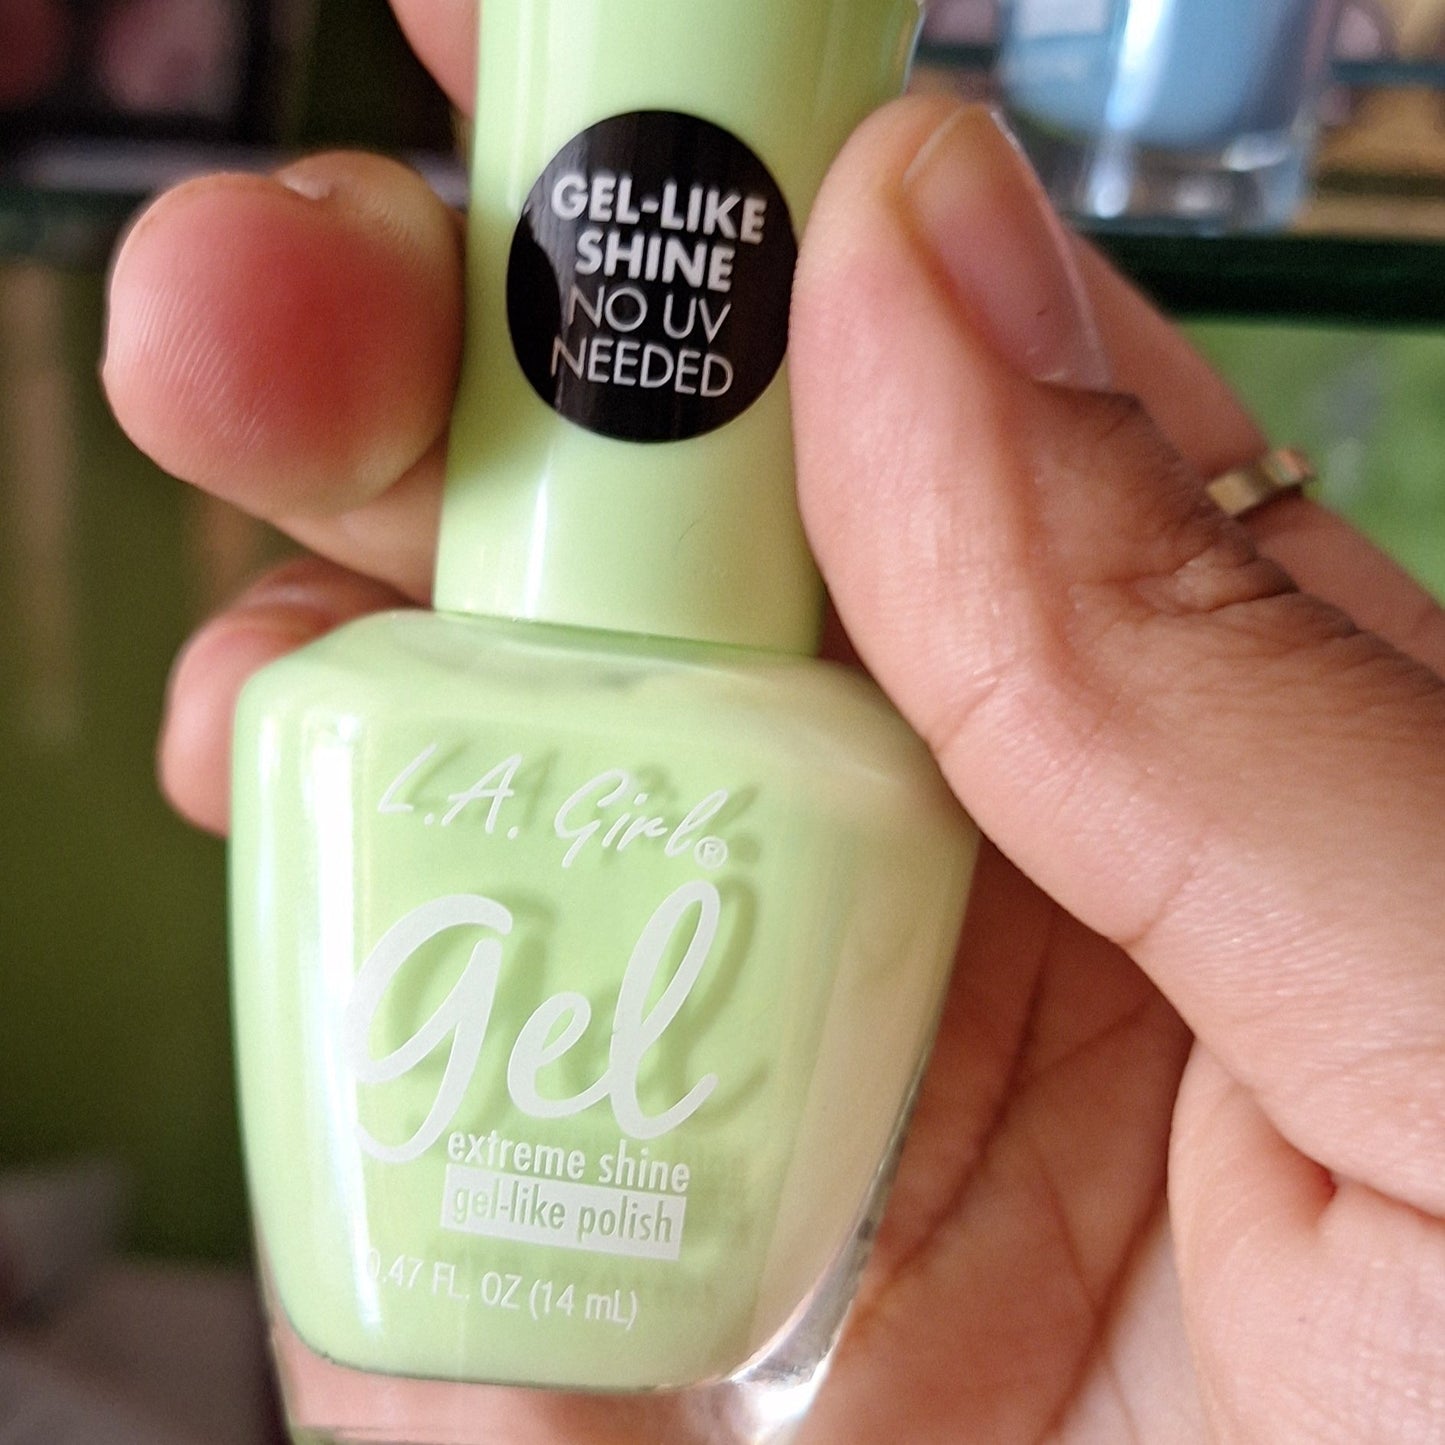 GEL-LIKE
SHINE
NO UV
NEEDED
L.A. Girl®
gel
extreme shine
gel-like polish
0.47 FL. OZ (14 mL)